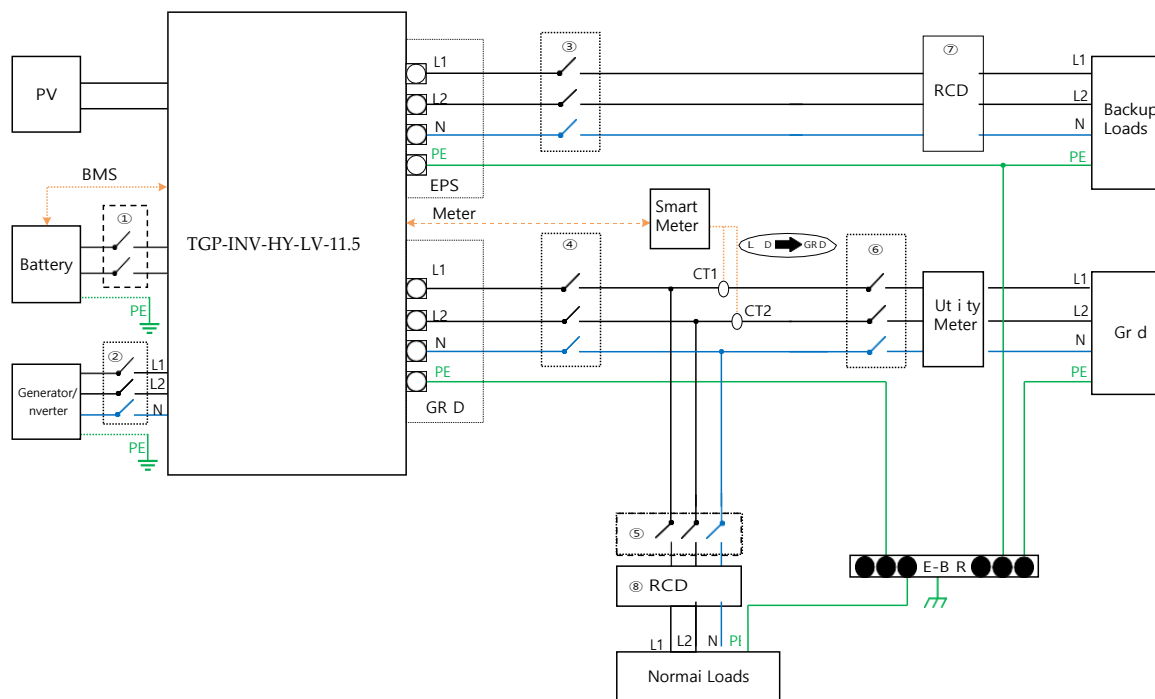 PV
BMS
①
Battery
PE
②
L1
L2
N
Generator/
nverter
PE
TGP-INV-HY-LV-11.5
L1
L2
N
PE
EPS
③
⑦
RCD
L1
L2
N
PE
Backup
Loads
Meter
Smart
Meter
L D GR D
CT1
CT2
L1
L2
N
PE
GR D
④
⑥
Ut i ty
Meter
L1
L2
N
PE
Gr d
⑤
⑧ RCD
E-B R
L1
L2
N
PE
Normai Loads